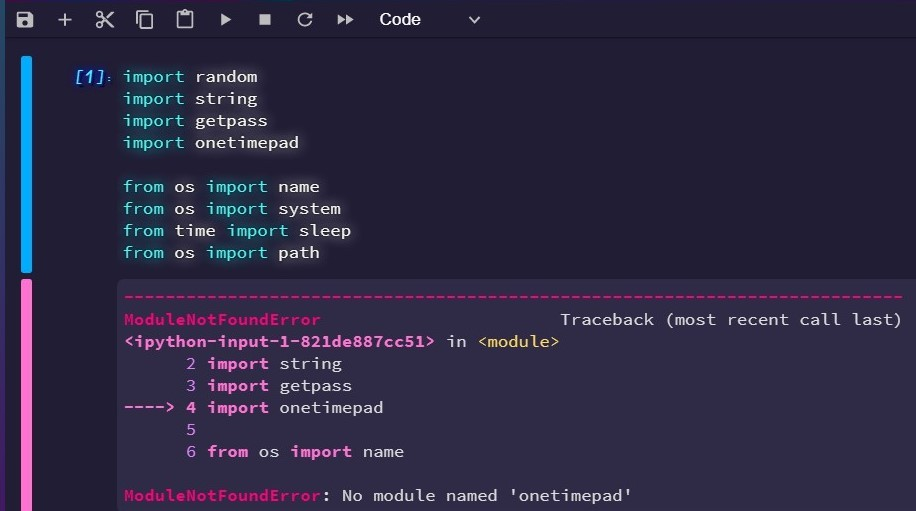 Code
[1]: import random
import string
import getpass
import onetimepad
from os import name
from os import system
from time import sleep
from os import path
---------------------------------------------------------------------------
ModuleNotFoundError                       Traceback (most recent call last)
<ipython-input-1-821de887cc51> in <module>
      2 import string
      3 import getpass
----> 4 import onetimepad
      5
      6 from os import name
ModuleNotFoundError: No module named 'onetimepad'